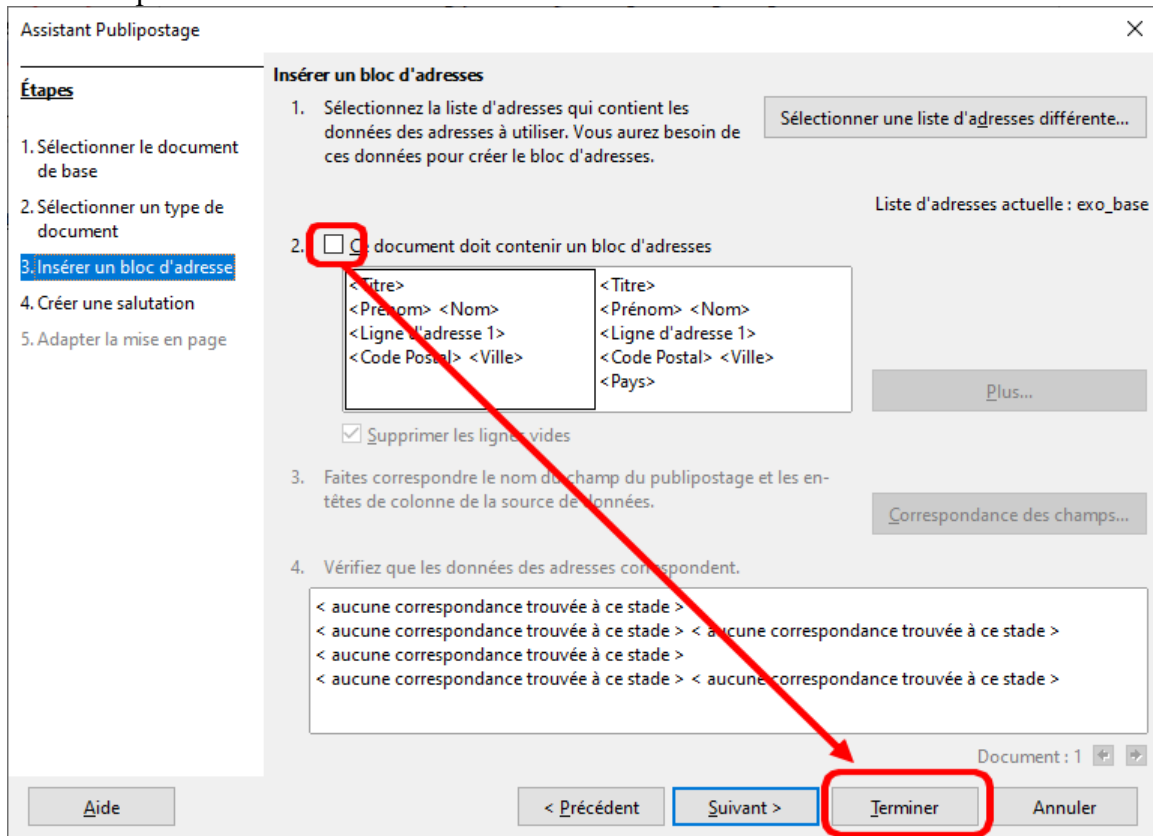 Assistant Publipostage
Étapes
1. Sélectionner le document
de base
2. Sélectionner un type de
document
3. Insérer un bloc d'adresse
4. Créer une salutation
5. Adapter la mise en page
Insérer un bloc d'adresses
1. Sélectionnez la liste d'adresses qui contient les
données des adresses à utiliser. Vous aurez besoin de
ces données pour créer le bloc d'adresses.
Sélectionner une liste d'adresses différente...
Liste d'adresses actuelle : exo_base
2. Ce document doit contenir un bloc d'adresses
<Titre>
<Prénom> <Nom>
<Ligne d'adresse 1>
<Code Postal> <Ville>
<Titre>
<Prénom> <Nom>
<Ligne d'adresse 1>
<Code Postal> <Ville>
<Pays>
Plus...
Supprimer les lignes vides
3. Faites correspondre le nom du champ du publipostage et les en-
têtes de colonne de la source de données.
Correspondance des champs...
4. Vérifiez que les données des adresses correspondent.
< aucune correspondance trouvée à ce stade >
< aucune correspondance trouvée à ce stade > < aucune correspondance trouvée à ce stade >
< aucune correspondance trouvée à ce stade >
< aucune correspondance trouvée à ce stade > < aucune correspondance trouvée à ce stade >
Document : 1
Aide
< Précédent
Suivant >
Terminer
Annuler